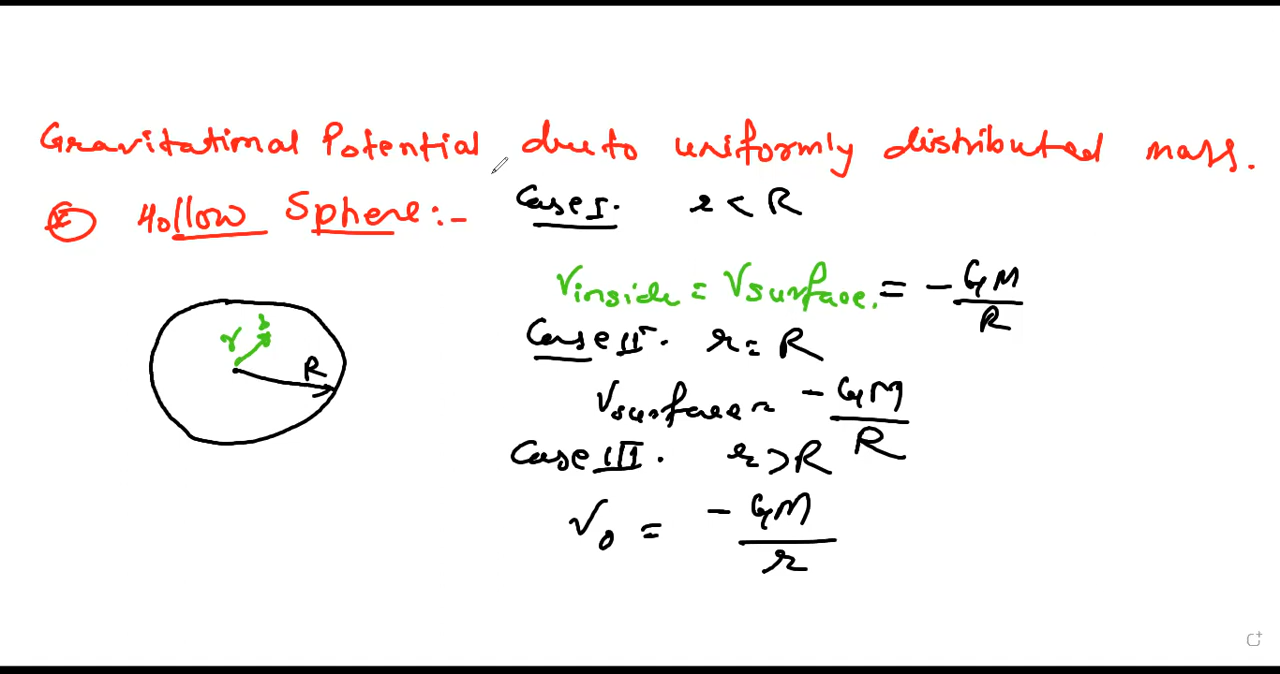 Gravitational Potential due to uniformly distributed mass.
Hollow Sphere:-
r
R
Case I. r < R
Vinside = Vsurface. = - GM/R
Case II. r = R
Vsurface = - GM/R
Case III. r > R
V0 = - GM/r